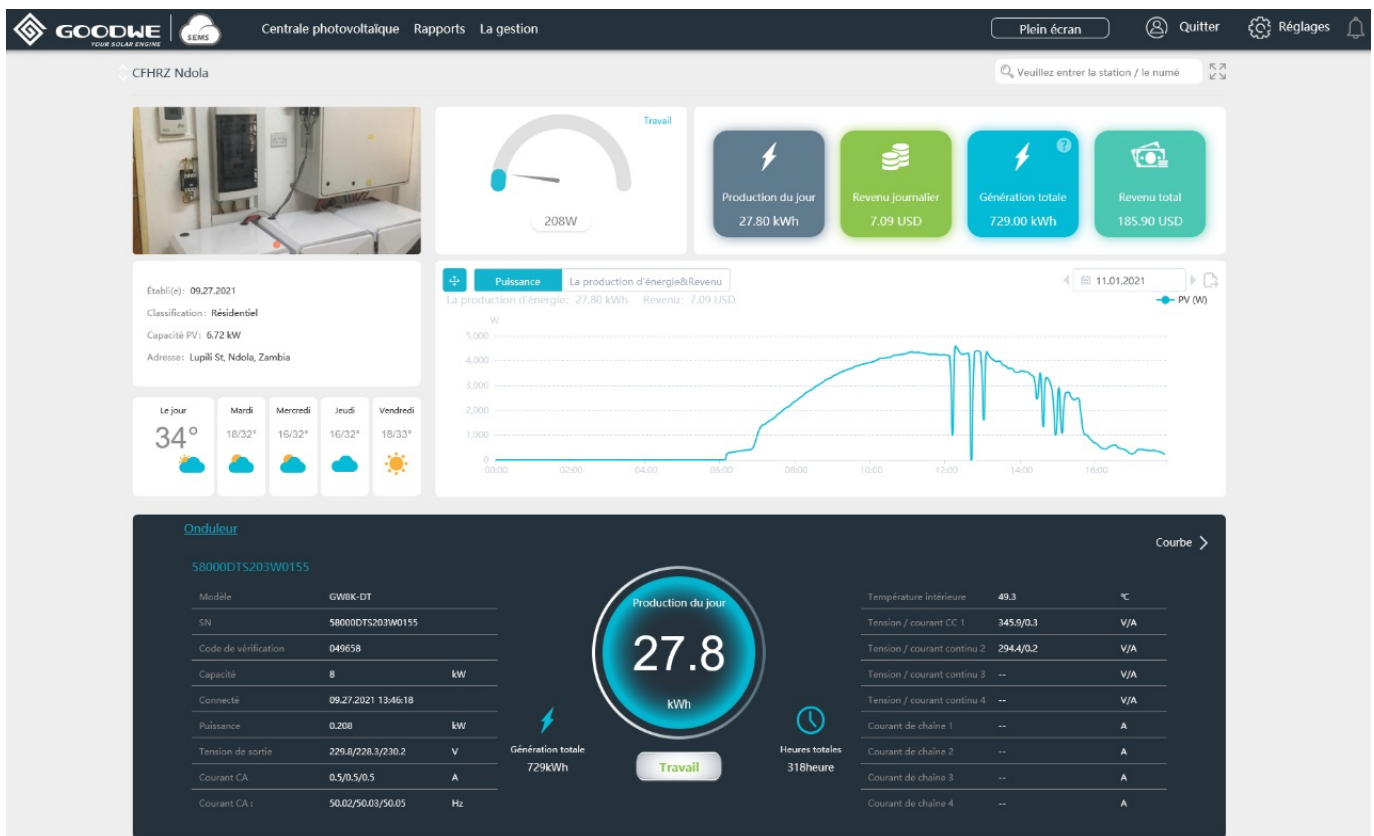 GOODWE
YOUR SOLAR ENGINE
SEMS
Centrale photovoltaïque Rapports La gestion
Plein écran
Quitter
Réglages
CFHRZ Ndola
Veuillez entrer la station / le numé
Travail
208W
Production du jour
27.80 kWh
Revenu journalier
7.09 USD
?
Génération totale
729.00 kWh
Revenu total
185.90 USD
Établi(e): 09.27.2021
Classification: Résidentiel
Capacité PV: 6.72 kW
Adresse: Lupili St, Ndola, Zambia
Puissance
La production d'énergie&Revenu
11.01.2021
La production d'énergie: 27.80 kWh Revenu: 7.09 USD
PV (W)
W
5,000
4,000
3,000
2,000
1,000
0
00:00 02:00 04:00 06:00 08:00 10:00 12:00 14:00 16:00
Le jour
34°
Mardi
18/32°
Mercredi
16/32°
Jeudi
16/32°
Vendredi
18/33°
Onduleur
Courbe
58000DTS203W0155
Modèle GW8K-DT
SN 58000DTS203W0155
Code de vérification 049658
Capacité 8 kW
Connecté 09.27.2021 13:46:18
Puissance 0.208 kW
Tension de sortie 229.8/228.3/230.2 V
Courant CA 0.5/0.5/0.5 A
Courant CA : 50.02/50.03/50.05 Hz
Génération totale
729kWh
Production du jour
27.8
kWh
Travail
Heures totales
318heure
Température intérieure 49.3 ℃
Tension / courant CC 1 345.9/0.3 V/A
Tension / courant continu 2 294.4/0.2 V/A
Tension / courant continu 3 -- V/A
Tension / courant continu 4 -- V/A
Courant de chaîne 1 -- A
Courant de chaîne 2 -- A
Courant de chaîne 3 -- A
Courant de chaîne 4 -- A